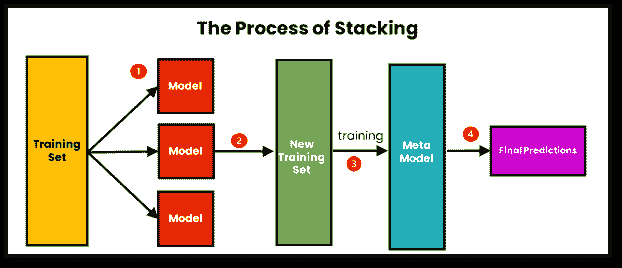 The Process of Stacking
1
Model
Training
Set
Model
2
New
Training
Set
training
3
Meta
Model
4
Final Predictions
Model